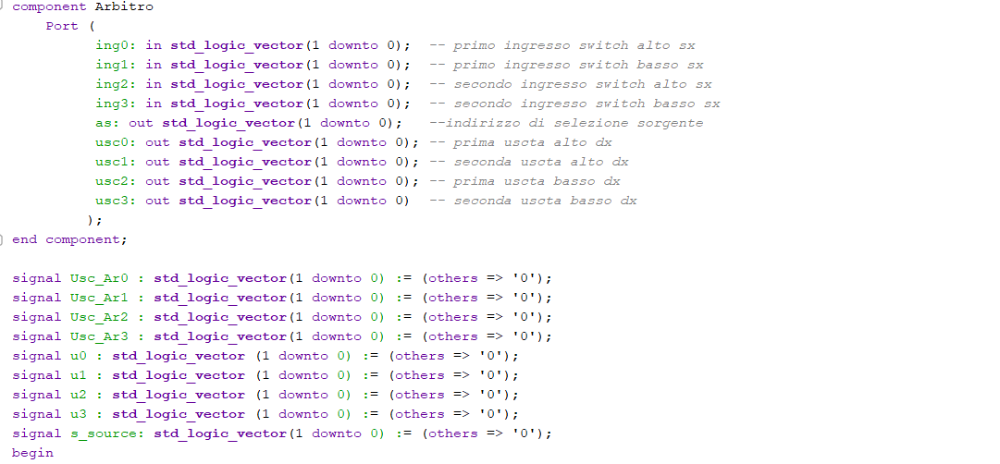 component Arbitro
Port (
ing0: in std_logic_vector(1 downto 0); -- primo ingresso switch alto sx
ing1: in std_logic_vector(1 downto 0); -- primo ingresso switch basso sx
ing2: in std_logic_vector(1 downto 0); -- secondo ingresso switch alto sx
ing3: in std_logic_vector(1 downto 0); -- secondo ingresso switch basso sx
as: out std_logic_vector(1 downto 0); --indirizzo di selezione sorgente
usc0: out std_logic_vector(1 downto 0); -- prima uscta alto dx
usc1: out std_logic_vector(1 downto 0); -- seconda uscta alto dx
usc2: out std_logic_vector(1 downto 0); -- prima uscta basso dx
usc3: out std_logic_vector(1 downto 0) -- seconda uscta basso dx
);
end component;
signal Usc_Ar0 : std_logic_vector(1 downto 0) := (others => '0');
signal Usc_Ar1 : std_logic_vector(1 downto 0) := (others => '0');
signal Usc_Ar2 : std_logic_vector(1 downto 0) := (others => '0');
signal Usc_Ar3 : std_logic_vector(1 downto 0) := (others => '0');
signal u0 : std_logic_vector (1 downto 0) := (others => '0');
signal u1 : std_logic_vector (1 downto 0) := (others => '0');
signal u2 : std_logic_vector (1 downto 0) := (others => '0');
signal u3 : std_logic_vector (1 downto 0) := (others => '0');
signal s_source: std_logic_vector(1 downto 0) := (others => '0');
begin